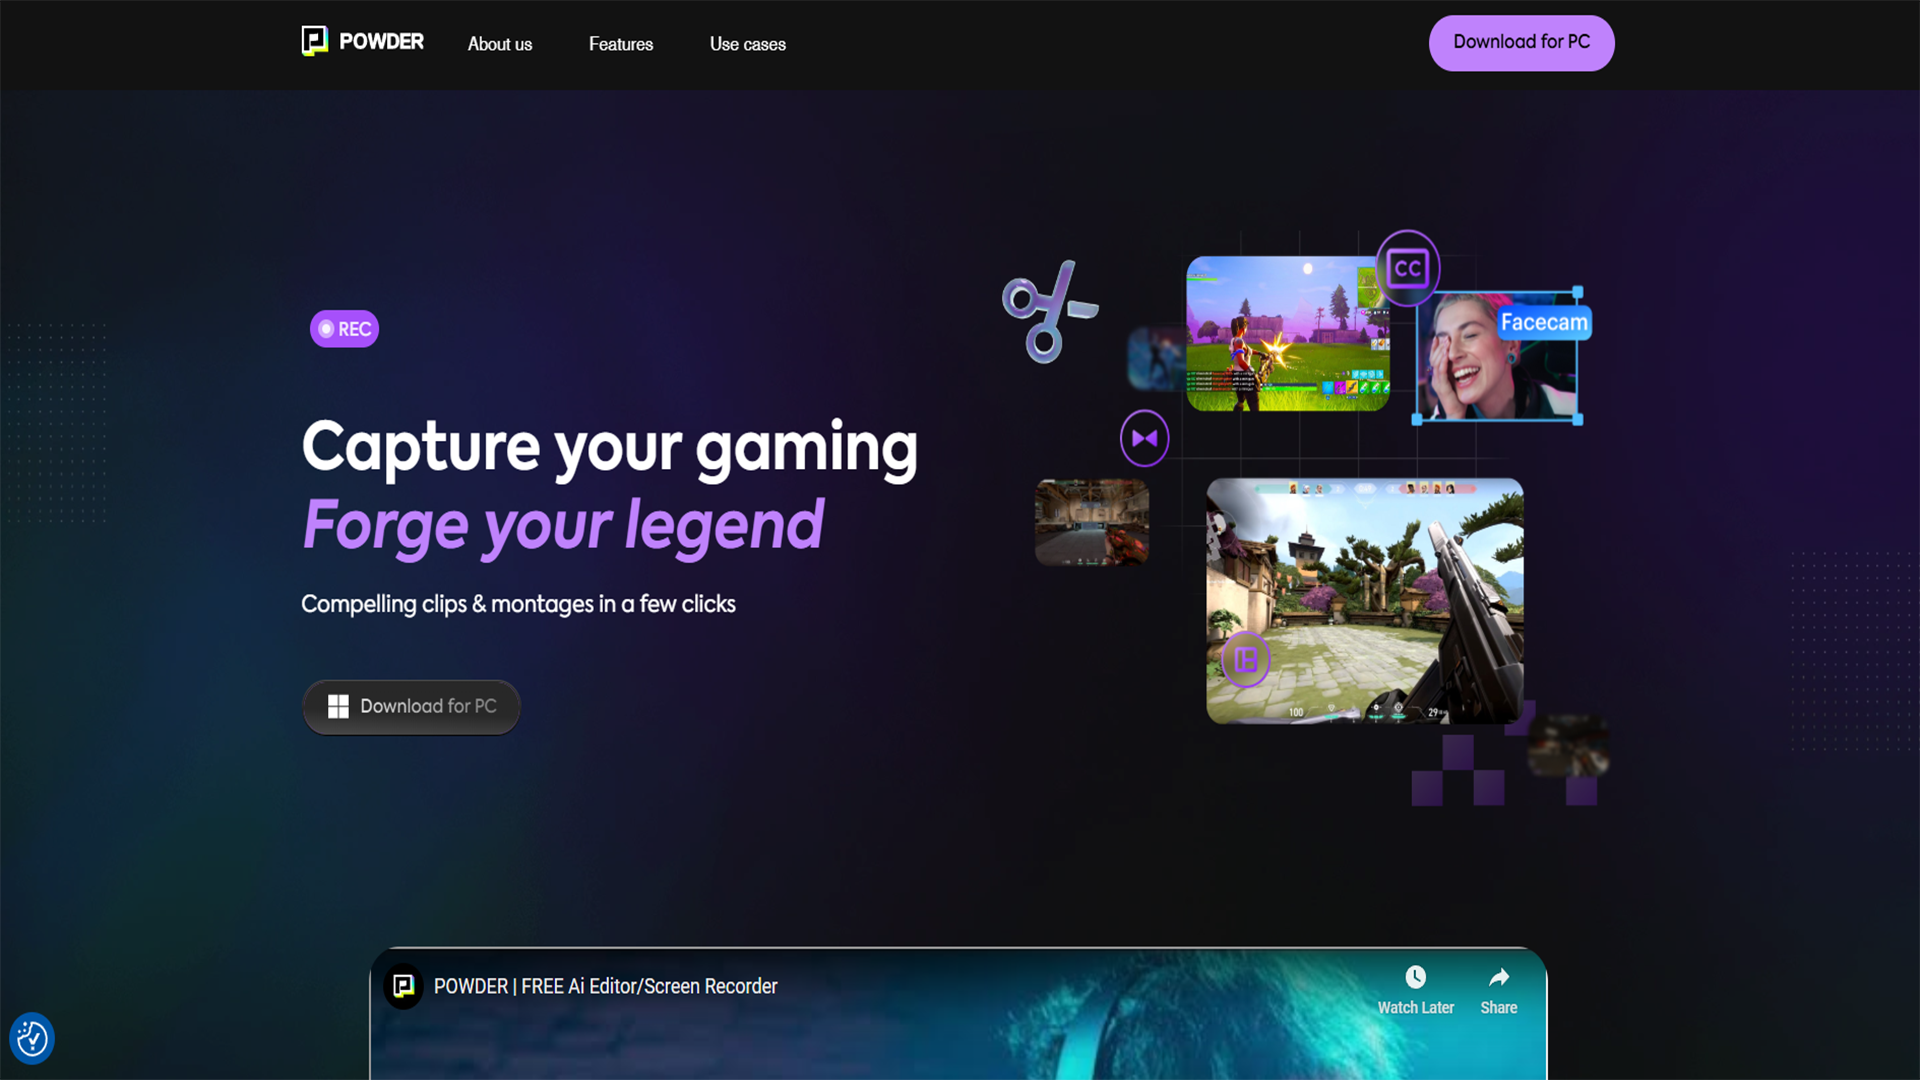 POWDER
About us
Features
Use cases
Download for PC
REC
Capture your gaming
Forge your legend
Compelling clips & montages in a few clicks
Download for PC
CC
Facecam
100
29
POWDER | FREE Ai Editor/Screen Recorder
Watch Later
Share